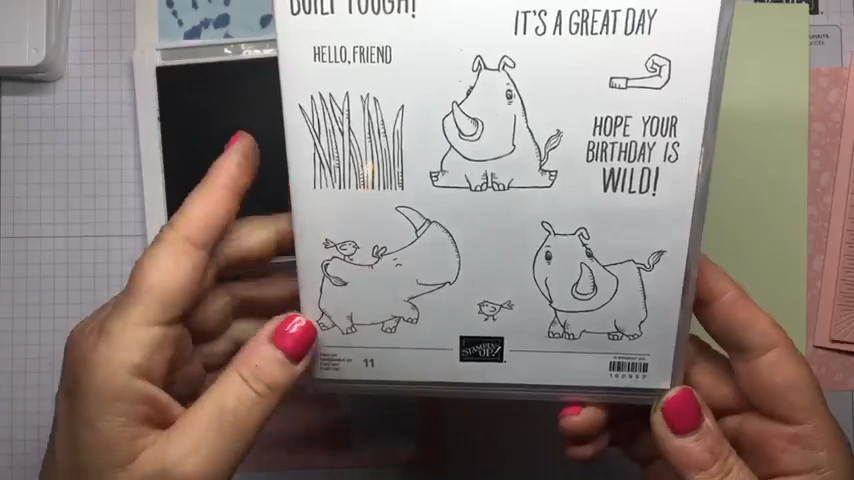 BUILT TOUGH!
IT'S A GREAT DAY
HELLO, FRIEND
HOPE YOUR
BIRTHDAY IS
WILD!
STAMPIN' UP!
11